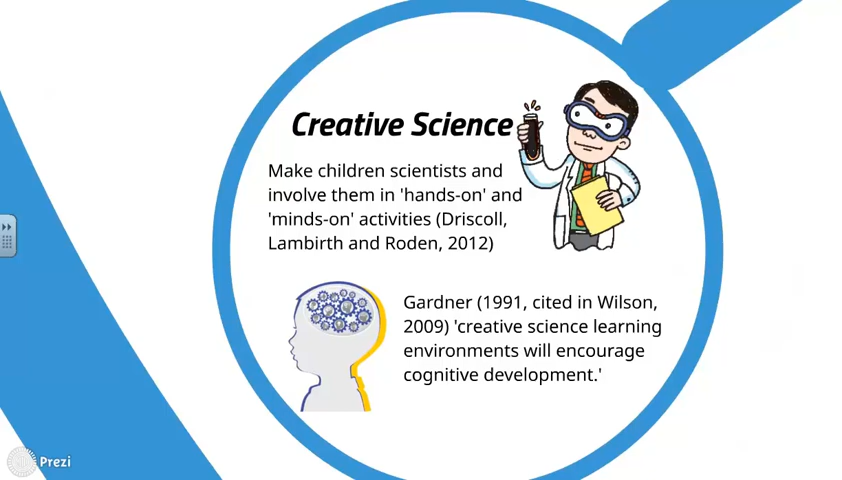 Creative Science
Make children scientists and
involve them in 'hands-on' and
'minds-on' activities (Driscoll,
Lambirth and Roden, 2012)
Gardner (1991, cited in Wilson,
2009) 'creative science learning
environments will encourage
cognitive development.'
Prezi